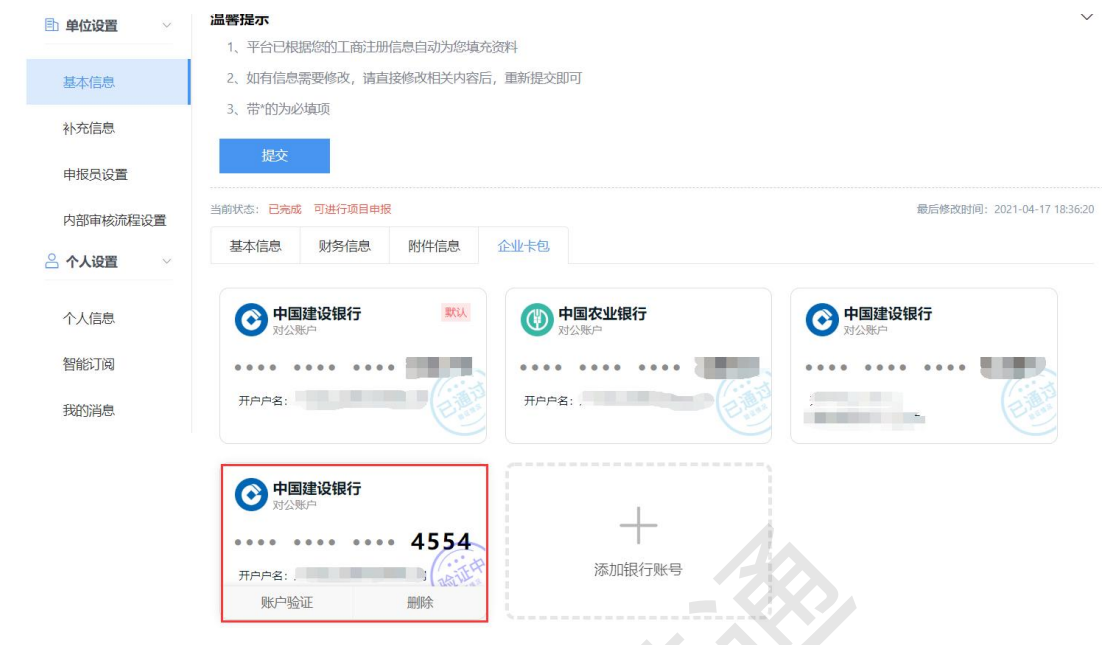 单位设置
基本信息
补充信息
申报员设置
内部审核流程设置
个人设置
个人信息
智能订阅
我的消息
温馨提示
1、平台已根据您的工商注册信息自动为您填充资料
2、如有信息需要修改，请直接修改相关内容后，重新提交即可
3、带*的为必填项
提交
当前状态：已完成 可进行项目申报
最后修改时间：2021-04-17 18:36:20
基本信息 财务信息 附件信息 企业卡包
中国建设银行 默认
对公账户
开户户名：
已通过
中国农业银行
对公账户
开户户名：
已通过
中国建设银行
对公账户
已通过
中国建设银行
对公账户
4554
开户户名：
验证中
账户验证 删除
添加银行账号
通